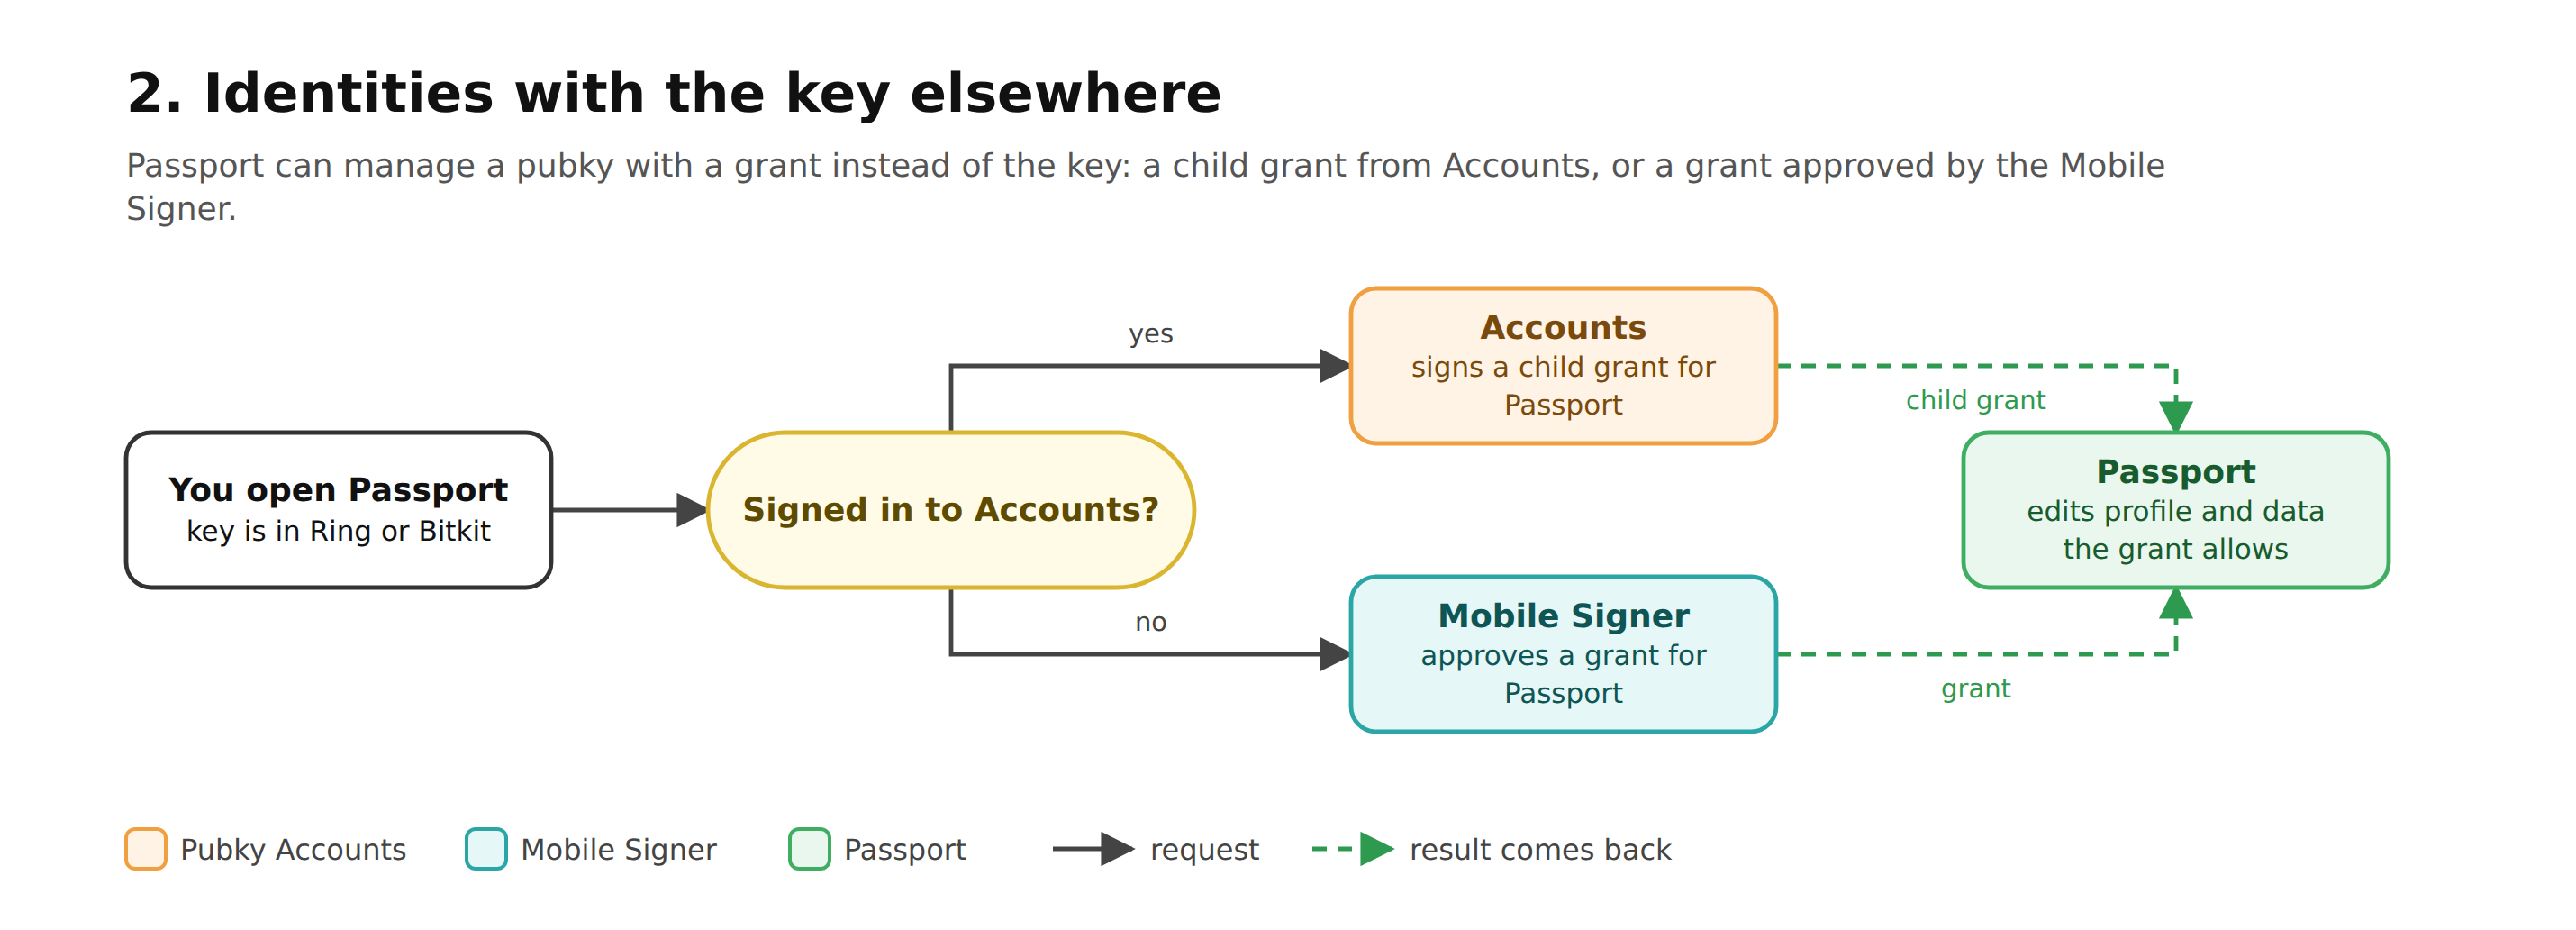 2. Identities with the key elsewhere
Passport can manage a pubky with a grant instead of the key: a child grant from Accounts, or a grant approved by the Mobile
Signer.
You open Passport
key is in Ring or Bitkit
Signed in to Accounts?
yes
no
Accounts
signs a child grant for
Passport
Mobile Signer
approves a grant for
Passport
child grant
grant
Passport
edits profile and data
the grant allows
Pubky Accounts
Mobile Signer
Passport
request
result comes back